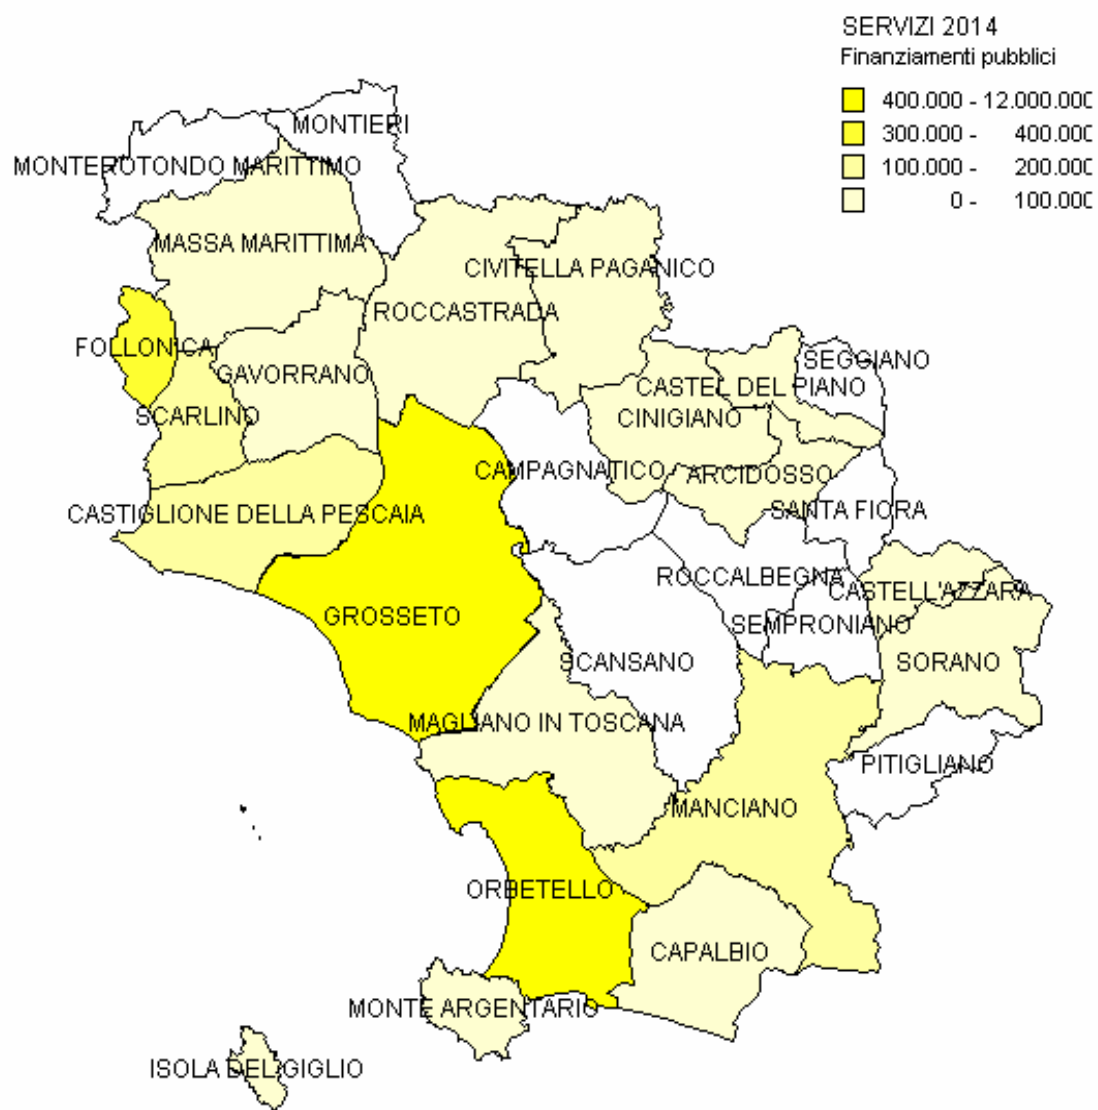 SERVIZI 2014
Finanziamenti pubblici
400.000 - 12.000.000
300.000 - 400.000
100.000 - 200.000
0 - 100.000
MONTIERI
MONTEROTONDO MARITTIMO
MASSA MARITTIMA
CIVITELLA PAGANICO
ROCCASTRADA
FOLLONICA
SEGGIANO
GAVORRANO
CASTEL DEL PIANO
SCARLINO
CINIGIANO
CAMPAGNATICO
ARCIDOSSO
CASTIGLIONE DELLA PESCAIA
SANTA FIORA
ROCCALBEGNA
CASTELL'AZZARA
GROSSETO
SEMPRONIANO
SCANSANO
SORANO
MAGLIANO IN TOSCANA
PITIGLIANO
MANCIANO
ORBETELLO
CAPALBIO
MONTE ARGENTARIO
ISOLA DEL GIGLIO